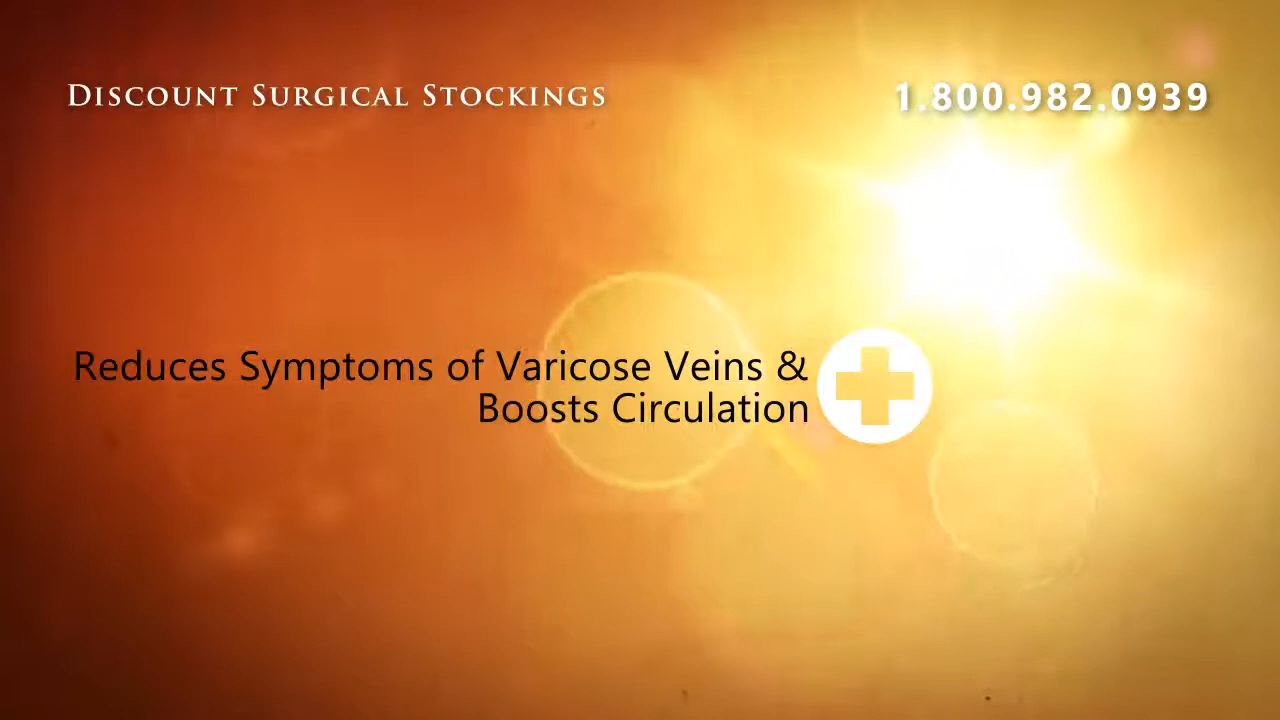 Discount Surgical Stockings
1.800.982.0939
Reduces Symptoms of Varicose Veins &
Boosts Circulation